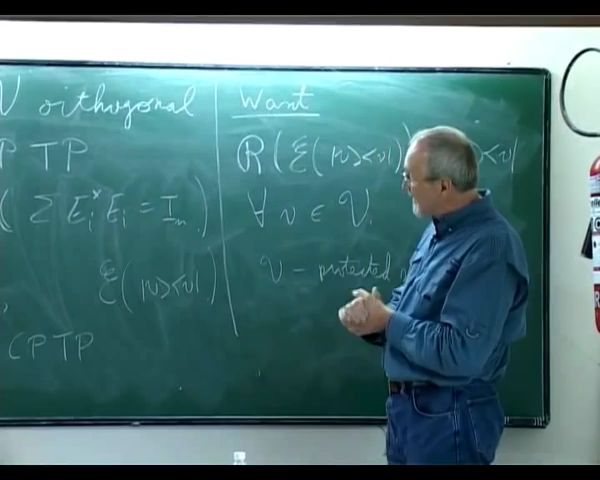 V orthogonal
P TP
( Σ E_i^* E_i = I_n )
ℰ(|v><v|)
CPTP
Want
R(ℰ(|v><v|)) <v|
∀ v ∈ 𝒱.
𝒱 - protected